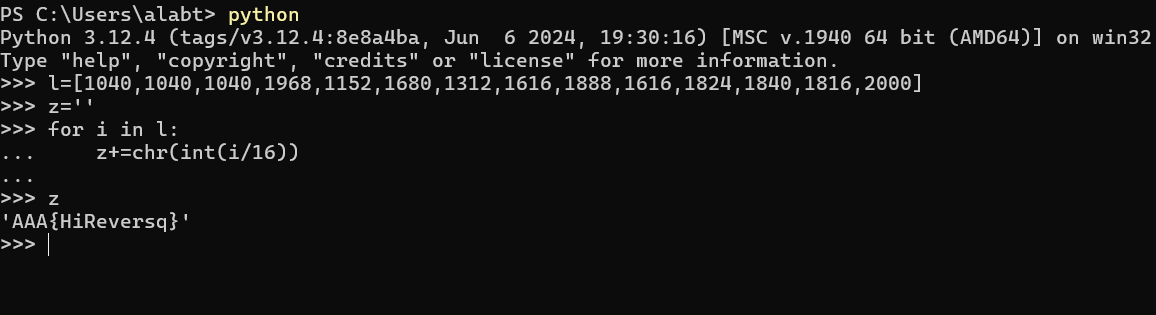 PS C:\Users\alabt> python
Python 3.12.4 (tags/v3.12.4:8e8a4ba, Jun  6 2024, 19:30:16) [MSC v.1940 64 bit (AMD64)] on win32
Type "help", "copyright", "credits" or "license" for more information.
>>> l=[1040,1040,1040,1968,1152,1680,1312,1616,1888,1616,1824,1840,1816,2000]
>>> z=''
>>> for i in l:
...     z+=chr(int(i/16))
...
>>> z
'AAA{HiReversq}'
>>>